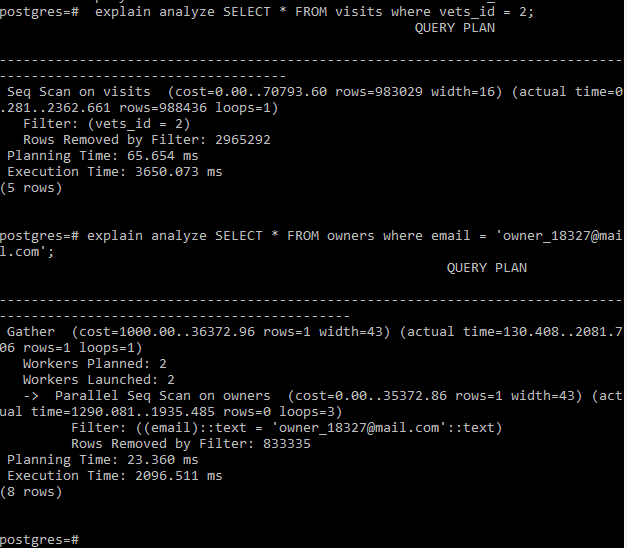 postgres=#  explain analyze SELECT * FROM visits where vets_id = 2;
                                                    QUERY PLAN
-------------------------------------------------------------------------------
------------------------------------
 Seq Scan on visits  (cost=0.00..70793.60 rows=983029 width=16) (actual time=0
.281..2362.661 rows=988436 loops=1)
   Filter: (vets_id = 2)
   Rows Removed by Filter: 2965292
 Planning Time: 65.654 ms
 Execution Time: 3650.073 ms
(5 rows)
postgres=# explain analyze SELECT * FROM owners where email = 'owner_18327@mai
l.com';
                                                        QUERY PLAN
-------------------------------------------------------------------------------
--------------------------------------------
 Gather  (cost=1000.00..36372.96 rows=1 width=43) (actual time=130.408..2081.7
06 rows=1 loops=1)
   Workers Planned: 2
   Workers Launched: 2
   ->  Parallel Seq Scan on owners  (cost=0.00..35372.86 rows=1 width=43) (act
ual time=1290.081..1935.485 rows=0 loops=3)
         Filter: ((email)::text = 'owner_18327@mail.com'::text)
         Rows Removed by Filter: 833335
 Planning Time: 23.360 ms
 Execution Time: 2096.511 ms
(8 rows)
postgres=#